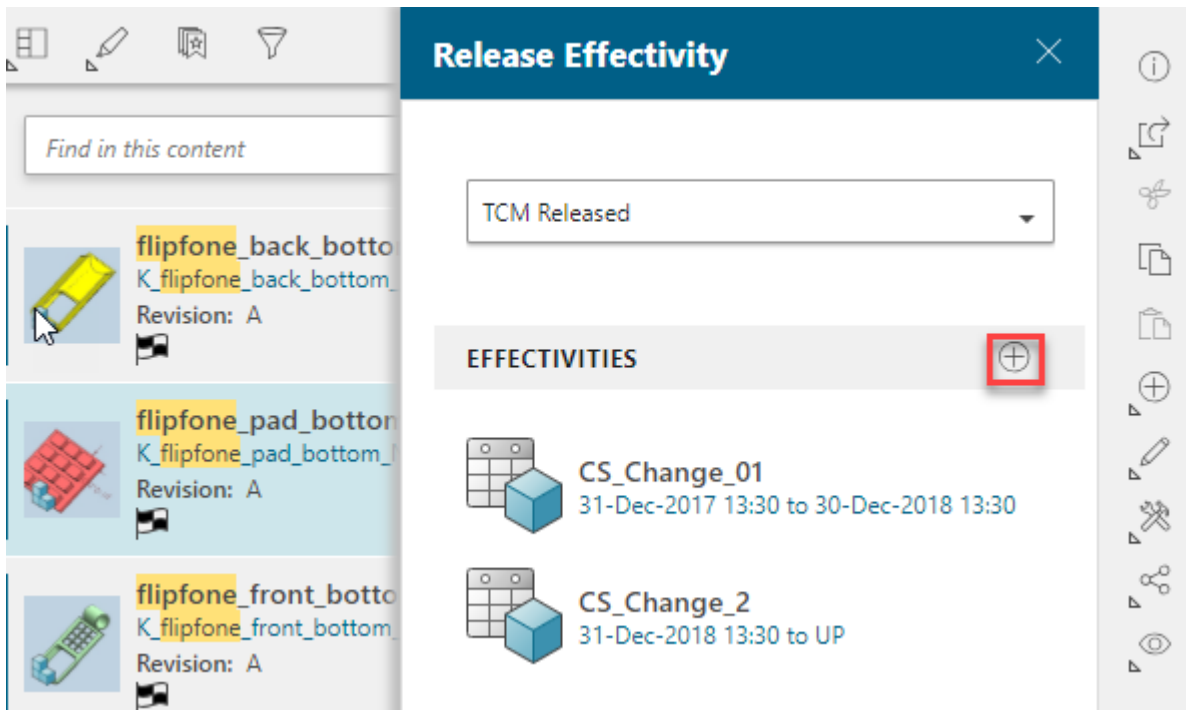 Release Effectivity
Find in this content
TCM Released
flipfone_back_botto
K_flipfone_back_bottom_
Revision: A
EFFECTIVITIES
flipfone_pad_botton
K_flipfone_pad_bottom_
Revision: A
CS_Change_01
31-Dec-2017 13:30 to 30-Dec-2018 13:30
flipfone_front_botto
K_flipfone_front_bottom_
Revision: A
CS_Change_2
31-Dec-2018 13:30 to UP